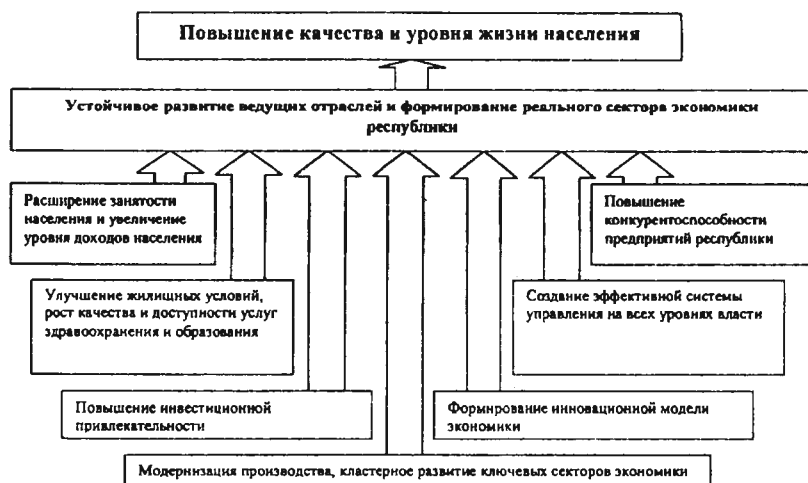 Повышение качества и уровня жизни населения
Устойчивое развитие ведущих отраслей и формирование реального сектора экономики
республики
Расширение занятости
населения и увеличение
уровня доходов населения
Повышение
конкурентоспособности
предприятий республики
Улучшение жилищных условий,
рост качества и доступности услуг
здравоохранения и образования
Создание эффективной системы
управления на всех уровнях власти
Повышение инвестиционной
привлекательности
Формирование инновационной модели
экономики
Модернизация производства, кластерное развитие ключевых секторов экономики